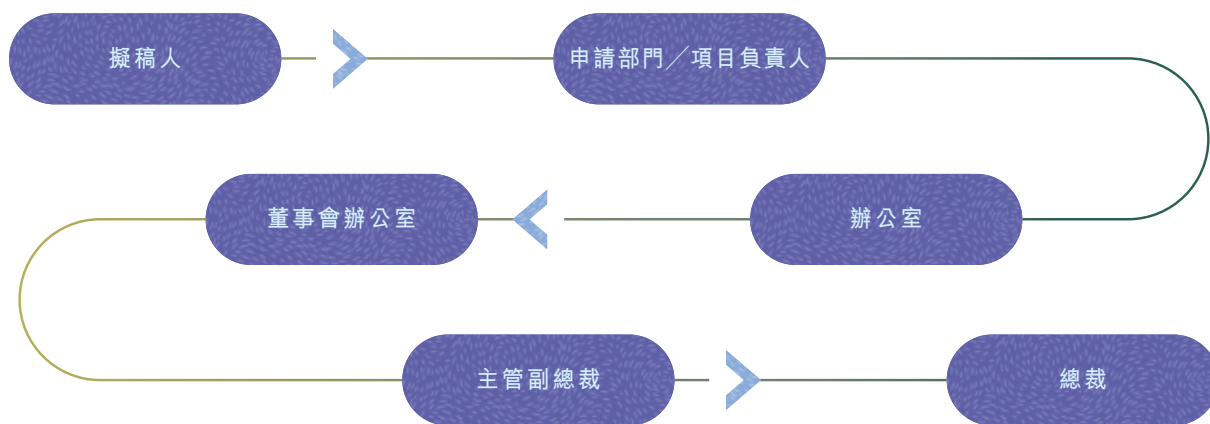 擬稿人
申請部門／項目負責人
辦公室
董事會辦公室
主管副總裁
總裁